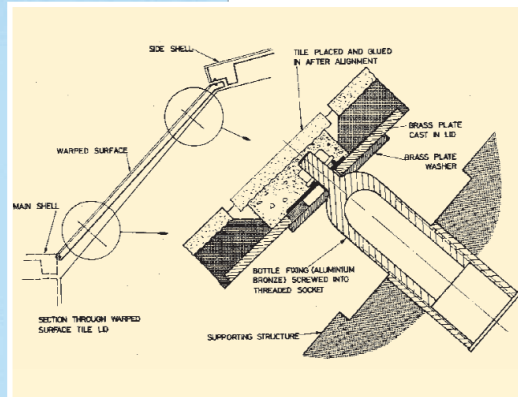 SIDE SHELL
TILE PLACED AND GLUED
IN AFTER ALIGNMENT
WARPED SURFACE
BRASS PLATE
CAST IN LID
BRASS PLATE
WASHER
MAIN SHELL
BOTTLE FIXING (ALUMINIUM
BRONZE) SCREWED INTO
THREADED SOCKET
SECTION THROUGH WARPED
SURFACE TILE LID
SUPPORTING STRUCTURE